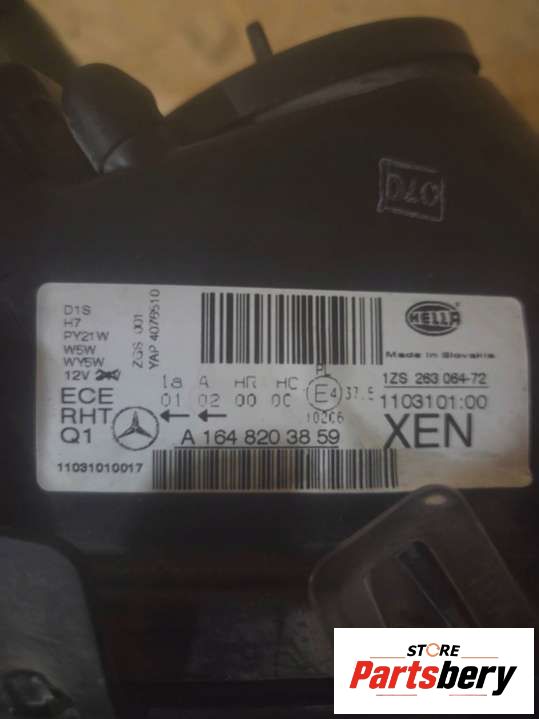 D4C
D1S
H7
PY21W
W5W
WY5W
12V
ZGS 001
YAP 4079510
HELLA
Made in Slovakia
1ZS 263 064-72
1a A HR HC PL
01 02 00 00 E4 37.5
10206
1103101:00
ECE
RHT
Q1
A 164 820 38 59
XEN
11031010017
STORE
Partsbery